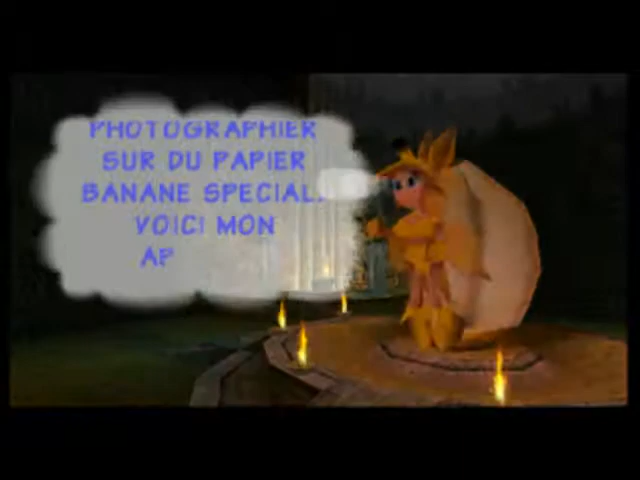 PHOTOGRAPHIER
SUR DU PAPIER
BANANE SPECIAL.
VOICI MON
AP